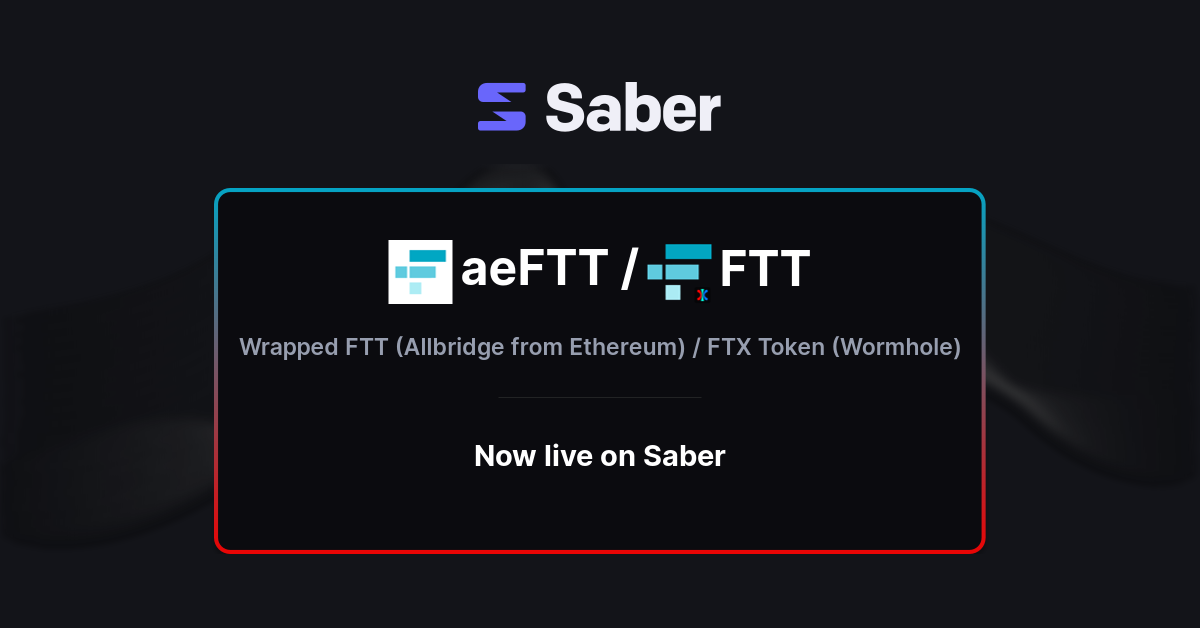 Saber
aeFTT / FTT
Wrapped FTT (Allbridge from Ethereum) / FTX Token (Wormhole)
Now live on Saber